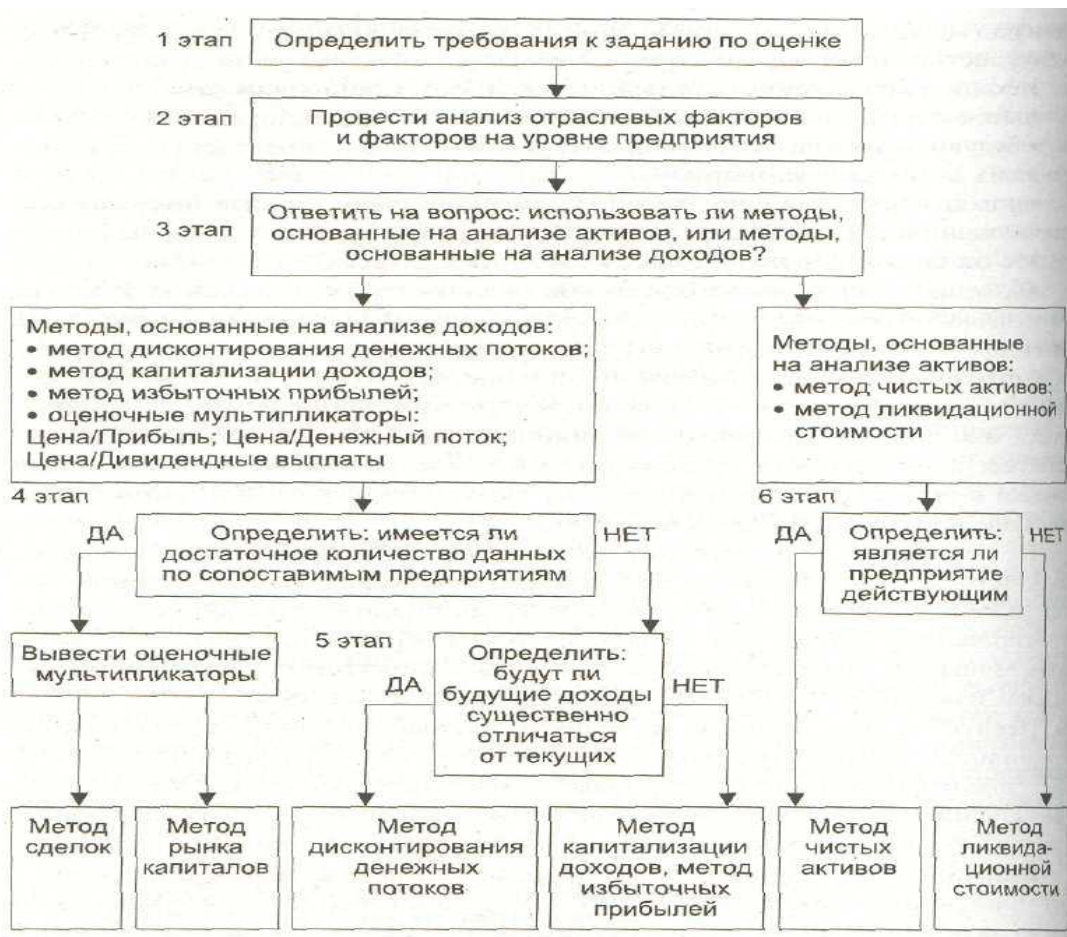 1 этап
Определить требования к заданию по оценке
2 этап
Провести анализ отраслевых факторов
и факторов на уровне предприятия
3 этап
Ответить на вопрос: использовать ли методы,
основанные на анализе активов, или методы,
основанные на анализе доходов?
Методы, основанные на анализе доходов:
• метод дисконтирования денежных потоков;
• метод капитализации доходов;
• метод избыточных прибылей;
• оценочные мультипликаторы:
Цена/Прибыль; Цена/Денежный поток;
Цена/Дивидендные выплаты
Методы, основанные
на анализе активов:
• метод чистых активов;
• метод ликвидационной
стоимости
4 этап
ДА
Определить: имеется ли
достаточное количество данных
по сопоставимым предприятиям
НЕТ
6 этап
ДА
Определить:
является ли
предприятие
действующим
НЕТ
Вывести оценочные
мультипликаторы
5 этап
ДА
Определить:
будут ли
будущие доходы
существенно
отличаться
от текущих
НЕТ
Метод
сделок
Метод
рынка
капиталов
Метод
дисконтирования
денежных
потоков
Метод
капитализации
доходов, метод
избыточных
прибылей
Метод
чистых
активов
Метод
ликвида-
ционной
стоимости